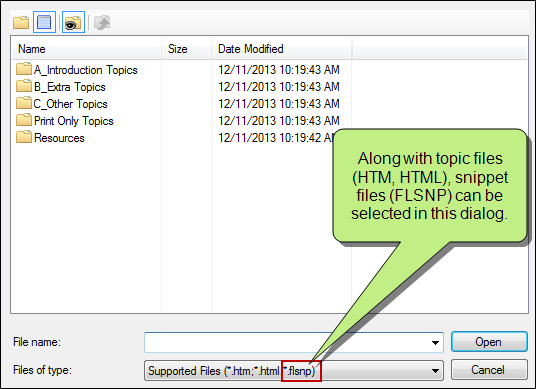 Name Size Date Modified
A_Introduction Topics 12/11/2013 10:19:43 AM
B_Extra Topics 12/11/2013 10:19:43 AM
C_Other Topics 12/11/2013 10:19:43 AM
Print Only Topics 12/11/2013 10:19:43 AM
Resources 12/11/2013 10:19:42 AM
Along with topic files
(HTM, HTML), snippet
files (FLSNP) can be
selected in this dialog.
File name: Open
Files of type: Supported Files (*.htm;*.html;*.flsnp) Cancel